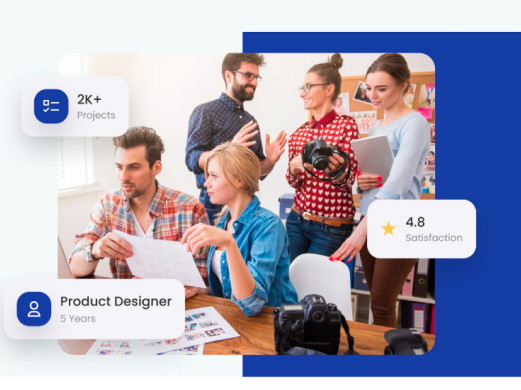 2K+
Projects
4.8
Satisfaction
Product Designer
5 Years